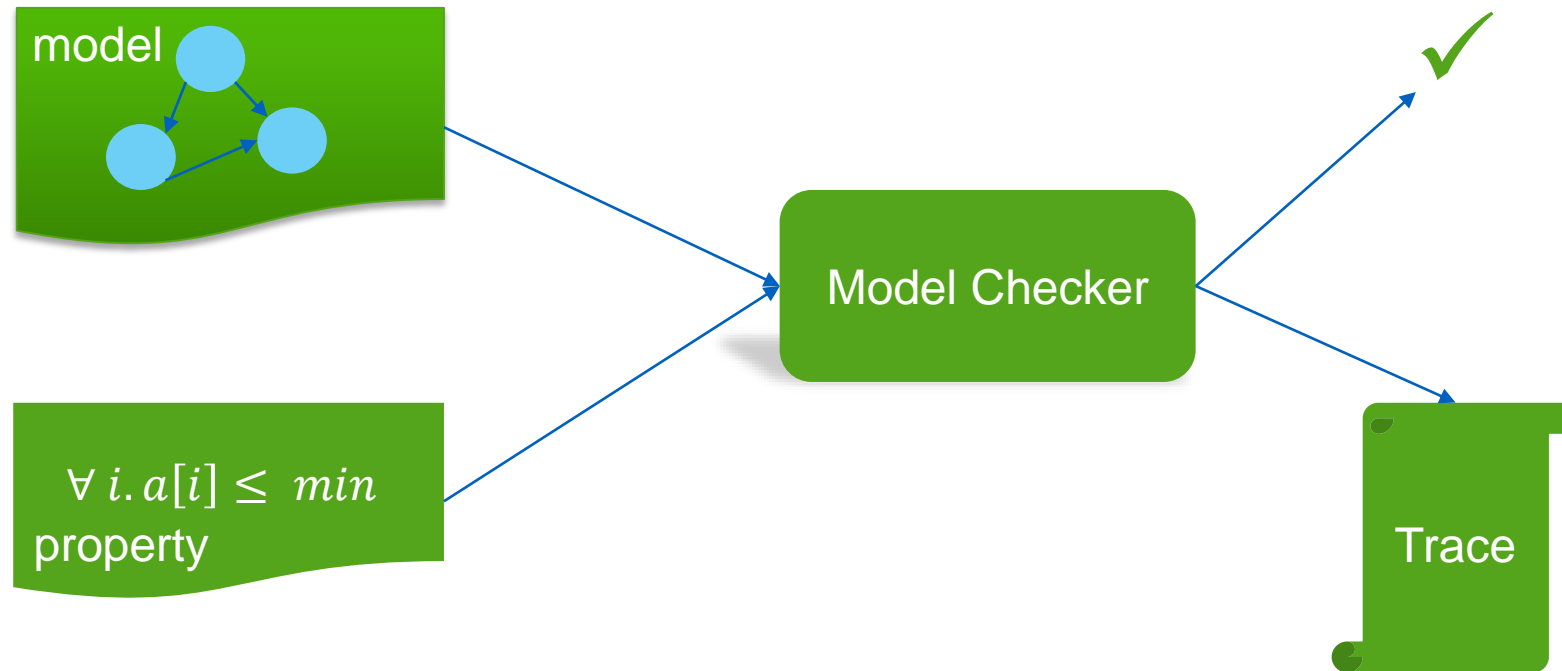 model
Model Checker
∀ i. a[i] ≤ min
property
Trace